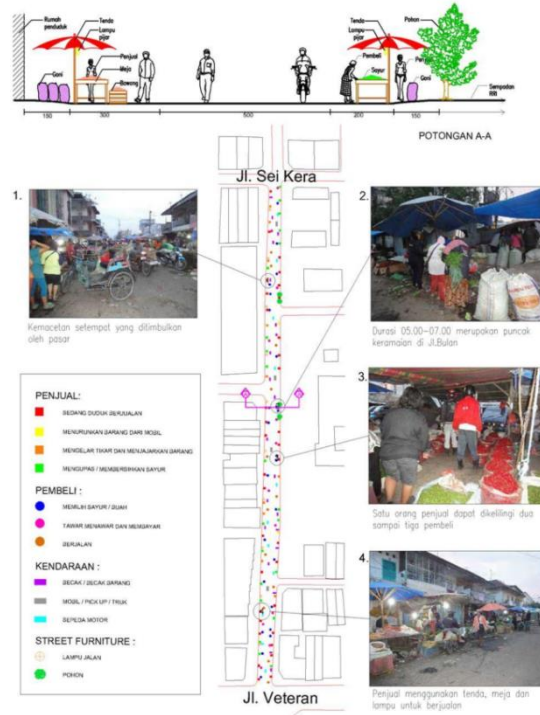 Rumah
penduduk
Tenda
Lampu
pijar
Penjual
Meja
Bawang
Goni
Pohon
Tenda
Lampu
pijar
Pembeli
Sayur
Goni
Sempadan
150
300
500
200
150
POTONGAN A-A
Jl. Sei Kera
1.
Kemacetan setempat yang ditimbulkan
oleh pasar
2.
Durasi 05.00-07.00 merupakan puncak
keramaian di Jl.Bulan
3.
Satu orang penjual dapat dikelilingi dua
sampai tiga pembeli
4.
Penjual menggunakan tenda, meja dan
lampu untuk berjualan
PENJUAL:
SEDANG DUDUK BERJUALAN
MENURUNKAN BARANG DARI MOBIL
MENGELAR TIKAR DAN MENJAJARKAN BARANG
MENGUPAS / MEMBERSIHKAN SAYUR
PEMBELI :
MEMILIH SAYUR / BUAH
TAWAR MENAWAR DAN MEMBAYAR
BERJALAN
KENDARAAN :
BECAK / BECAK BARANG
MOBIL / PICK UP / TRUK
SEPEDA MOTOR
STREET FURNITURE :
LAMPU JALAN
POHON
Jl. Veteran